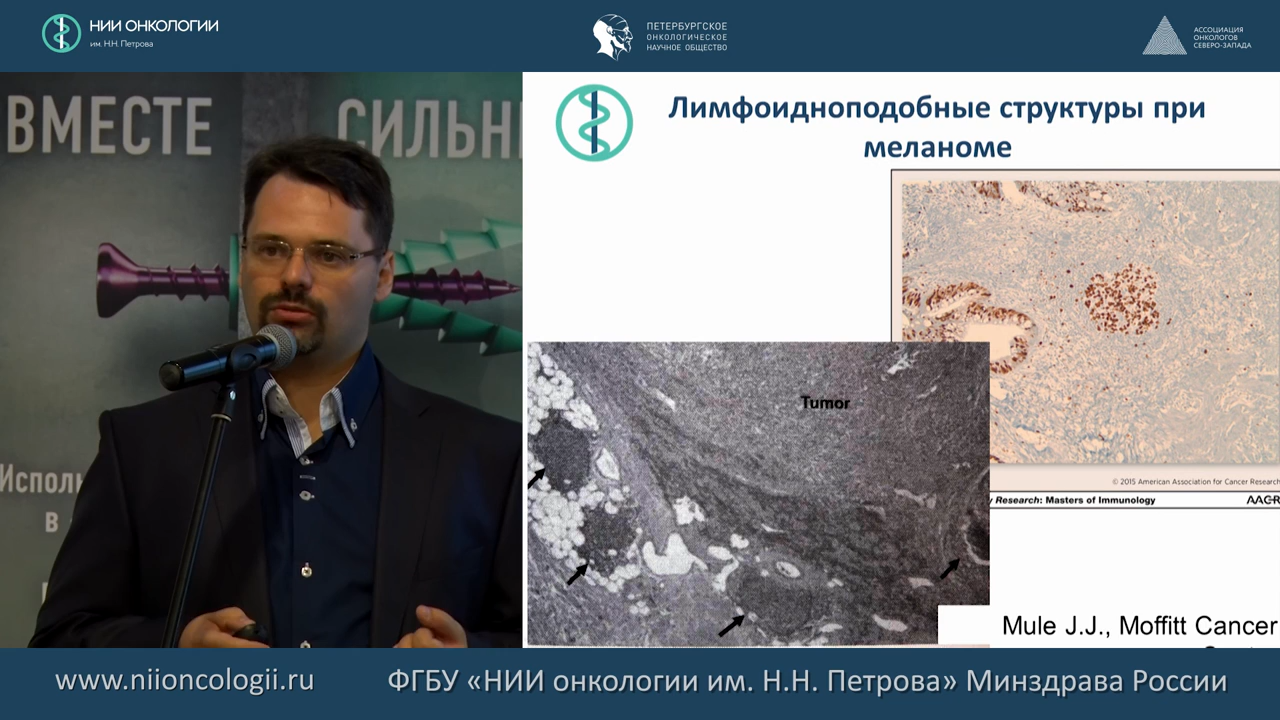 НИИ ОНКОЛОГИИ
им. Н.Н. Петрова
ПЕТЕРБУРГСКОЕ
ОНКОЛОГИЧЕСКОЕ
НАУЧНОЕ ОБЩЕСТВО
АССОЦИАЦИЯ
ОНКОЛОГОВ
СЕВЕРО-ЗАПАДА
ВМЕСТЕ
СИЛЬН
Исполь
в
Лимфоидноподобные структуры при
меланоме
Tumor
© 2015 American Association for Cancer Research
y Research: Masters of Immunology
AACR
Mule J.J., Moffitt Cancer
www.niioncologii.ru
ФГБУ «НИИ онкологии им. Н.Н. Петрова» Минздрава России